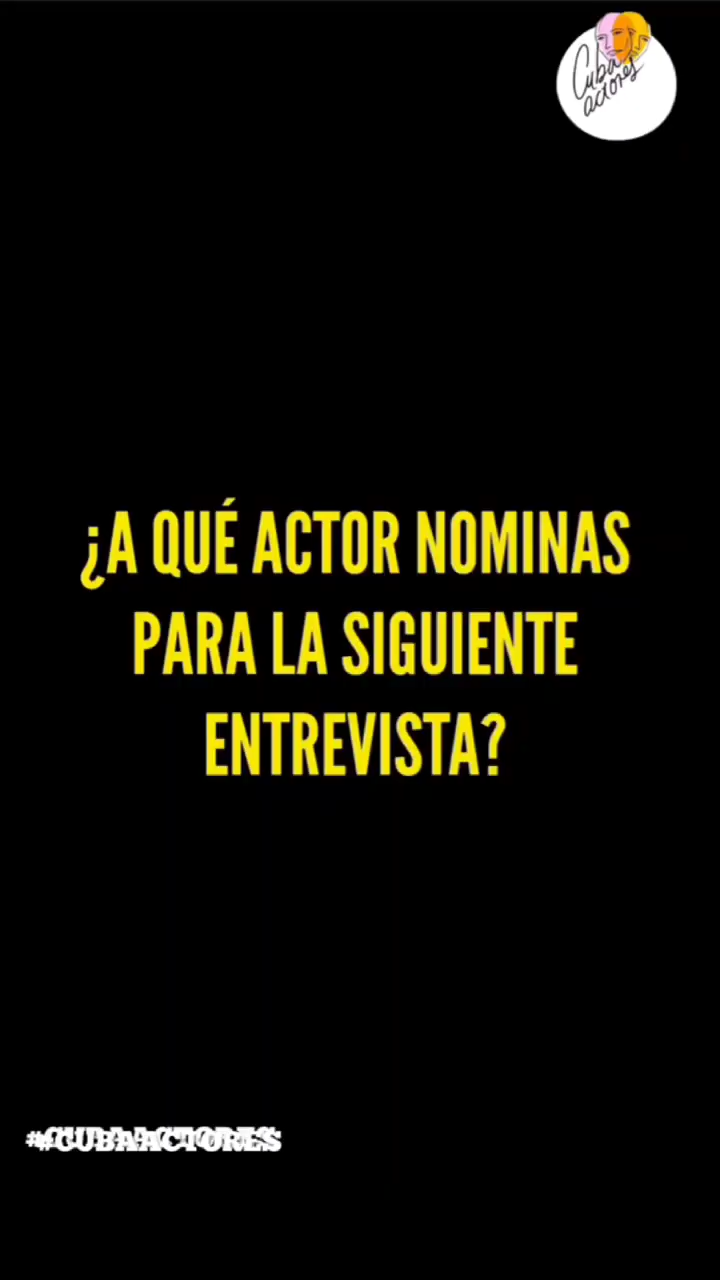 Cuba
actores
¿A QUÉ ACTOR NOMINAS
PARA LA SIGUIENTE
ENTREVISTA?
#CUBAACTORES